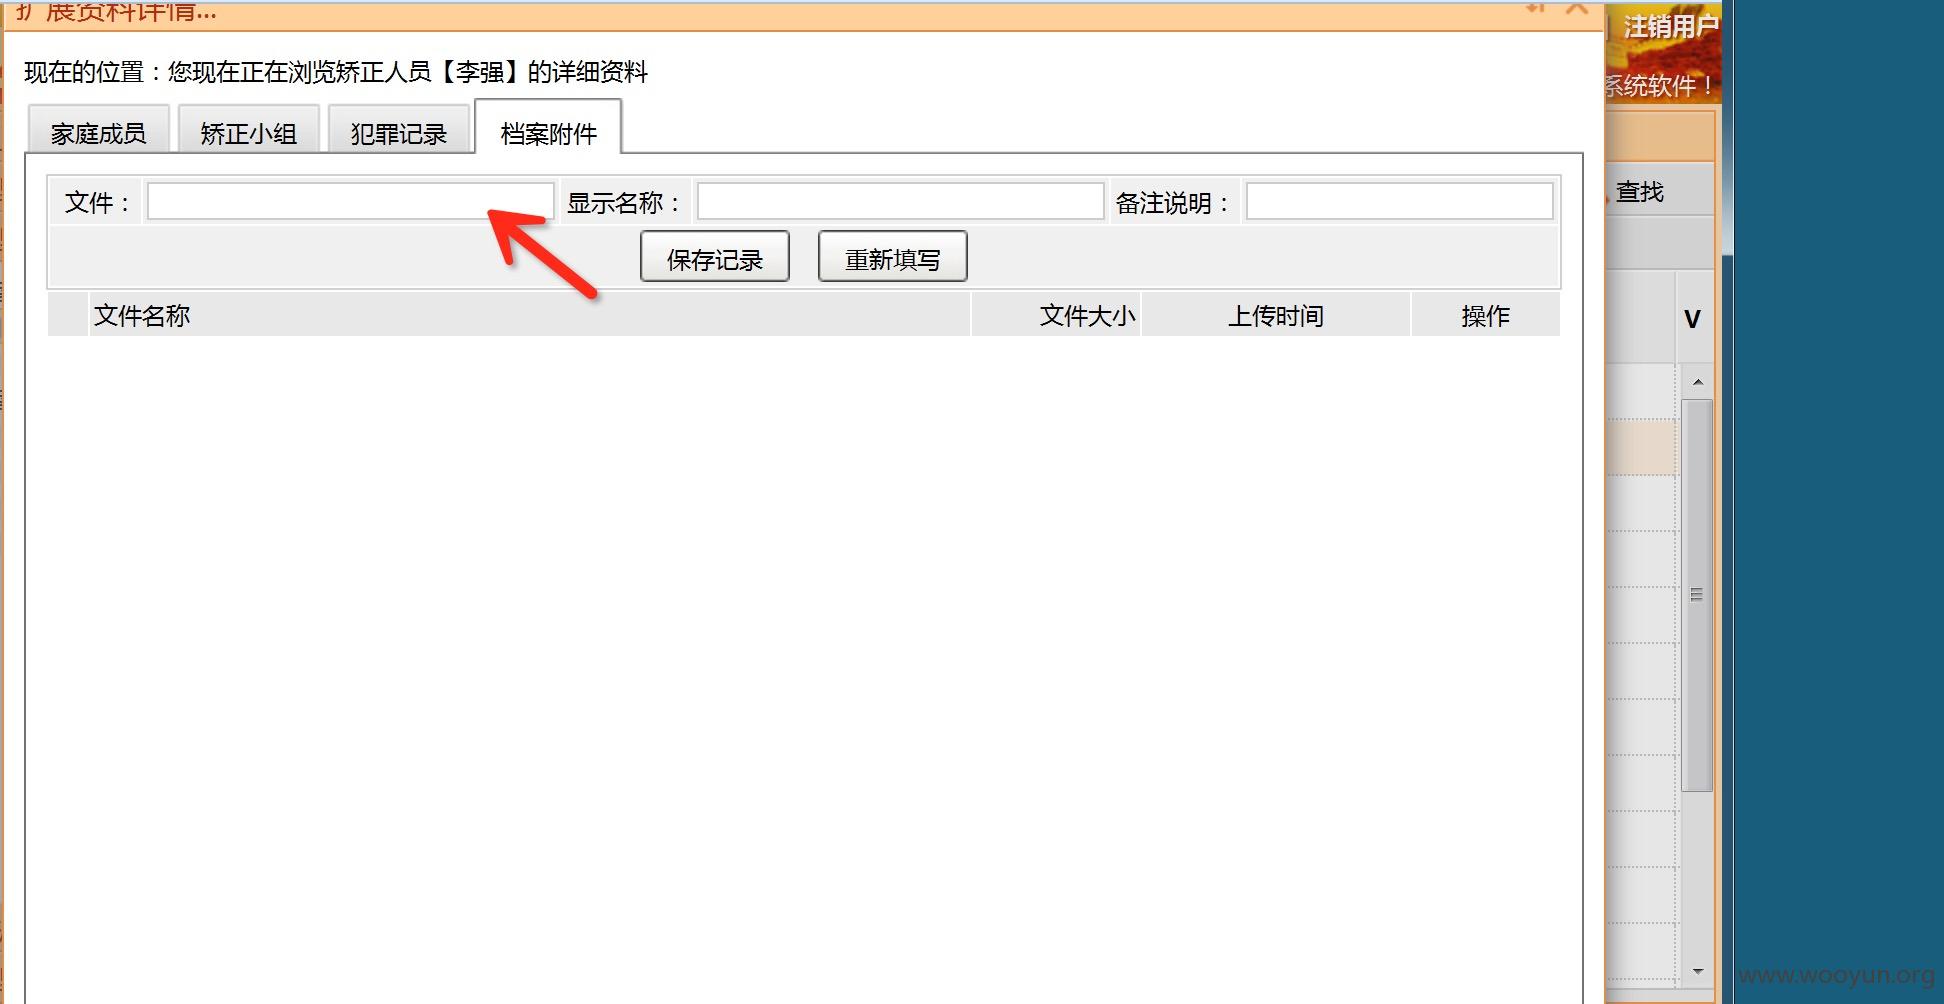 扩展资料详情...
注销用户
现在的位置：您现在正在浏览矫正人员【李强】的详细资料
系统软件！
家庭成员 矫正小组 犯罪记录 档案附件
文件： 显示名称： 备注说明：
查找
保存记录 重新填写
文件名称 文件大小 上传时间 操作
V
www.wooyun.org